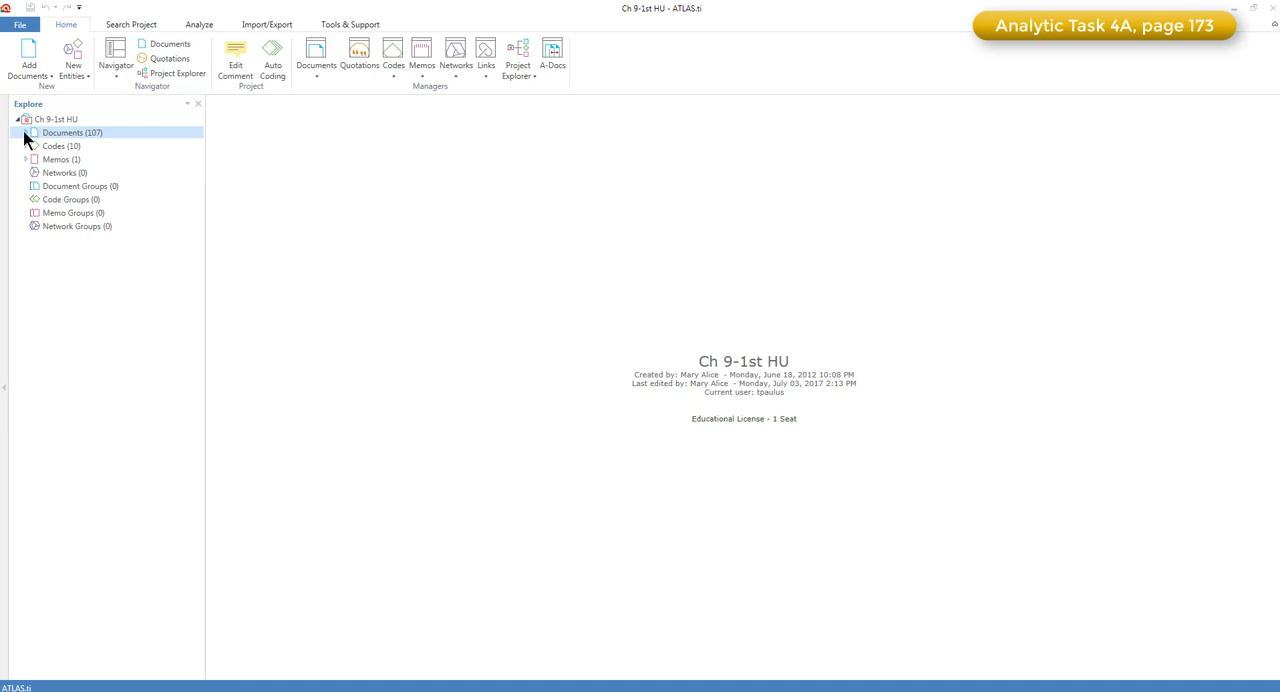 Ch 9-1st HU - ATLAS.ti
File Home Search Project Analyze Import/Export Tools & Support
Analytic Task 4A, page 173
Add Documents
New Entities
New
Navigator
Documents
Quotations
Project Explorer
Navigator
Edit Comment
Auto Coding
Project
Documents Quotations Codes Memos Networks Links Project Explorer A-Docs
Managers
Explore
Ch 9-1st HU
Documents (107)
Codes (10)
Memos (1)
Networks (0)
Document Groups (0)
Code Groups (0)
Memo Groups (0)
Network Groups (0)
Ch 9-1st HU
Created by: Mary Alice - Monday, June 18, 2012 10:08 PM
Last edited by: Mary Alice - Monday, July 03, 2017 2:13 PM
Current user: tpaulus
Educational License - 1 Seat
ATLAS.ti